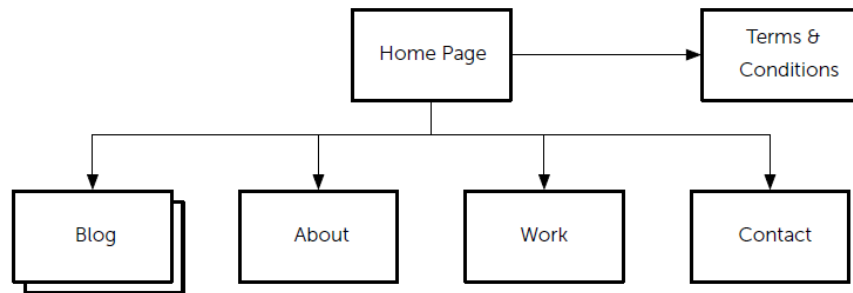 Home Page
Terms &
Conditions
Blog
About
Work
Contact